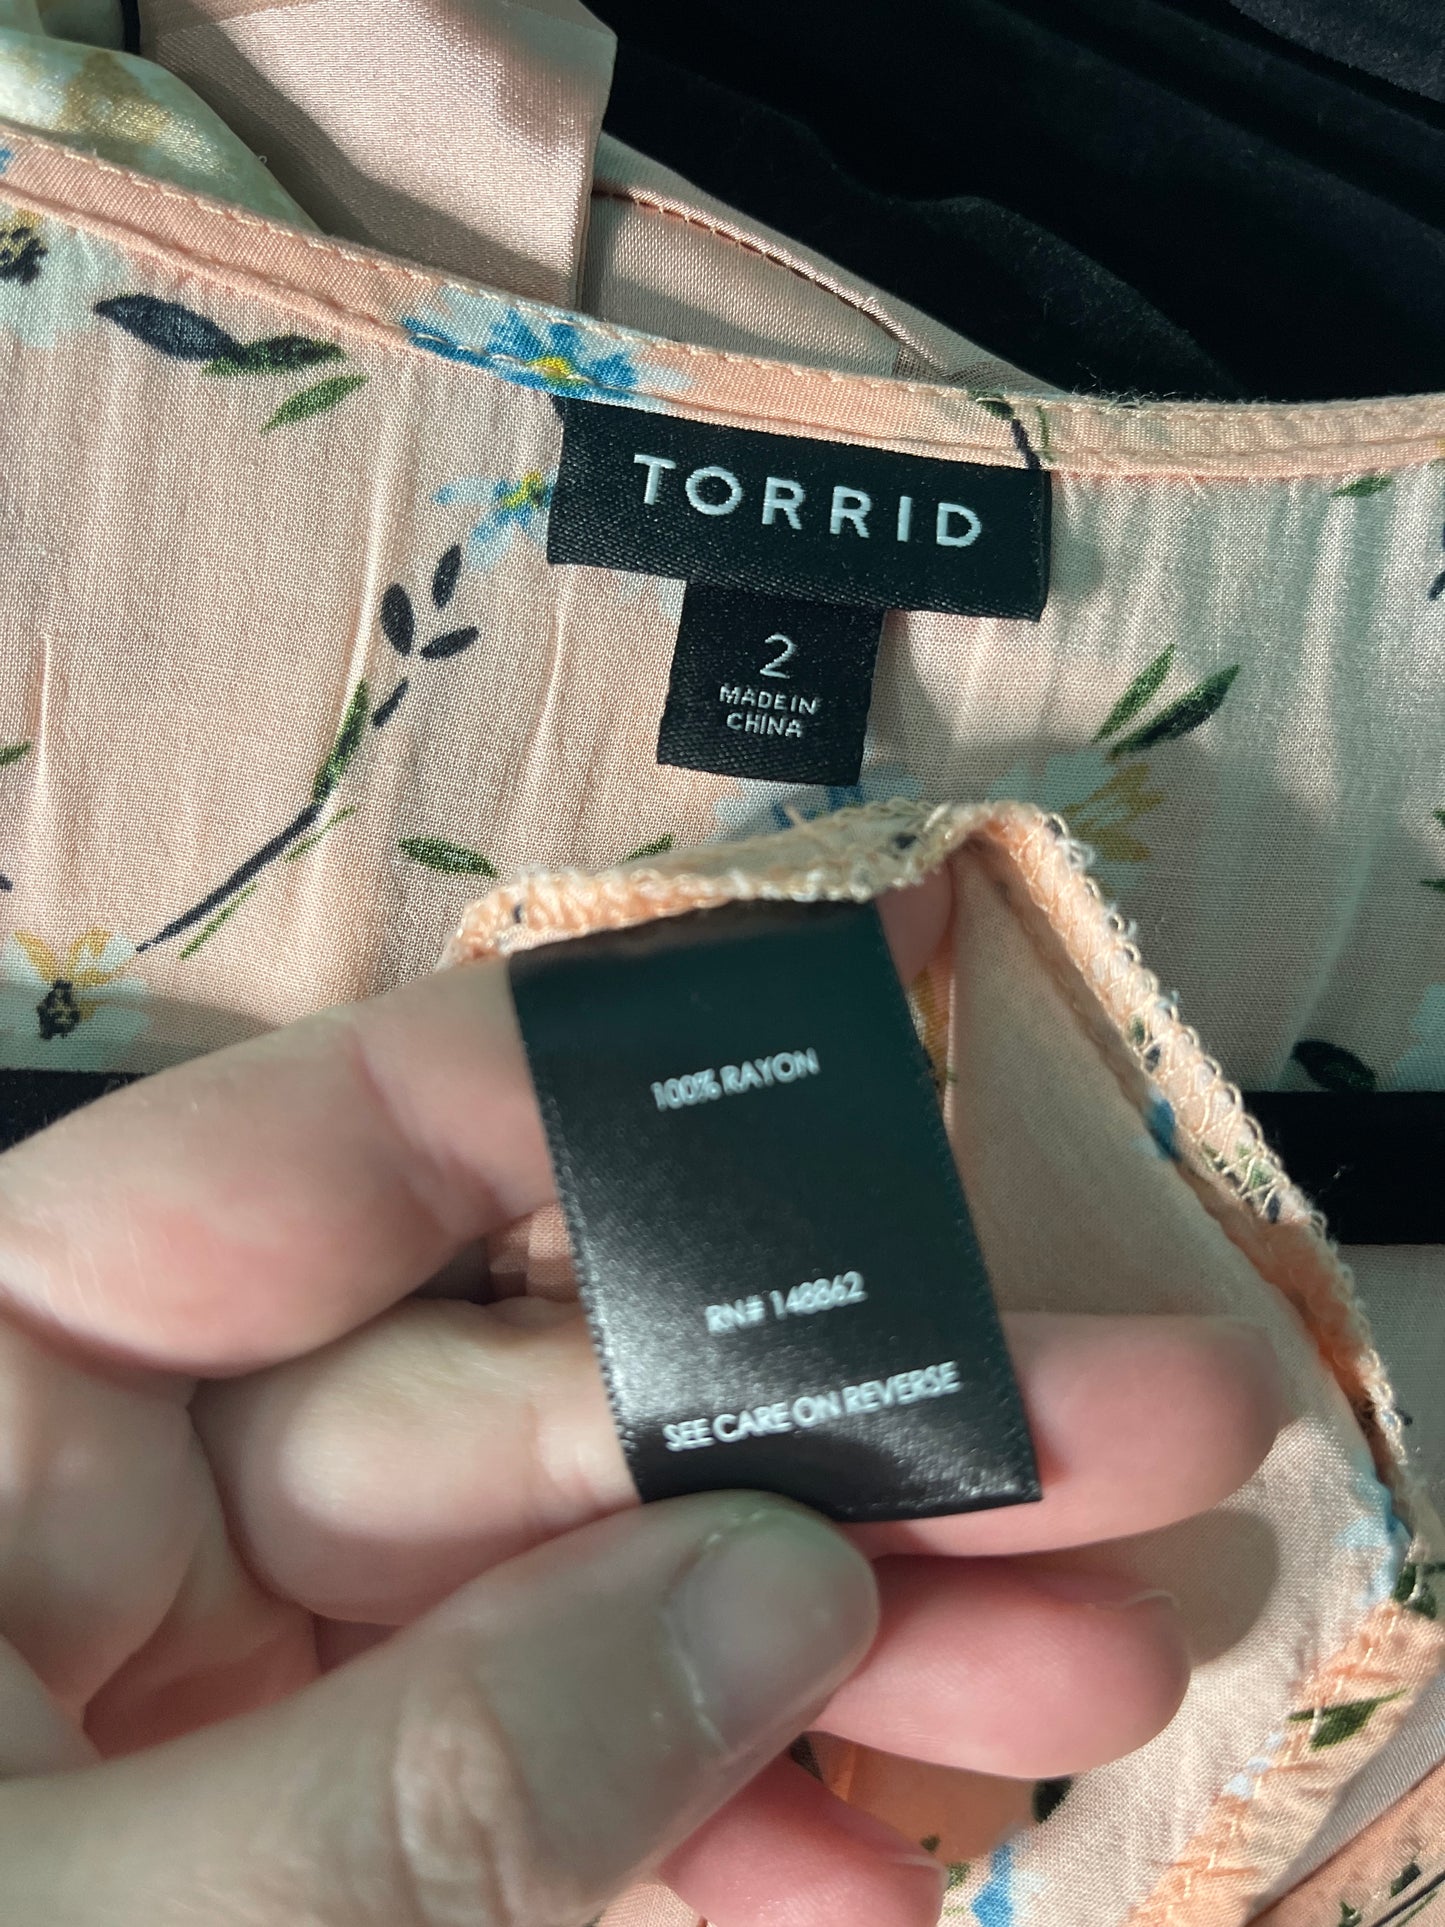 TORRID
2
MADE IN
CHINA
100% RAYON
RN# 148862
SEE CARE ON REVERSE